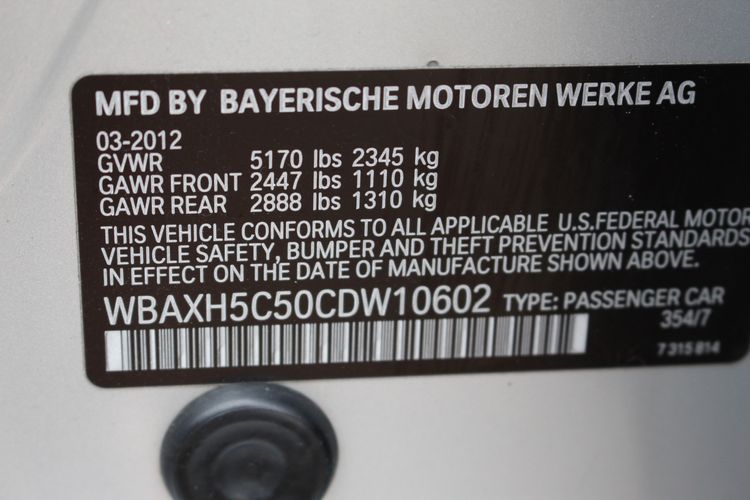 MFD BY BAYERISCHE MOTOREN WERKE AG
03-2012
GVWR 5170 lbs 2345 kg
GAWR FRONT 2447 lbs 1110 kg
GAWR REAR 2888 lbs 1310 kg
THIS VEHICLE CONFORMS TO ALL APPLICABLE U.S.FEDERAL MOTOR
VEHICLE SAFETY, BUMPER AND THEFT PREVENTION STANDARDS
IN EFFECT ON THE DATE OF MANUFACTURE SHOWN ABOVE.
WBAXH5C50CDW10602 TYPE: PASSENGER CAR
354/7
7 315 814